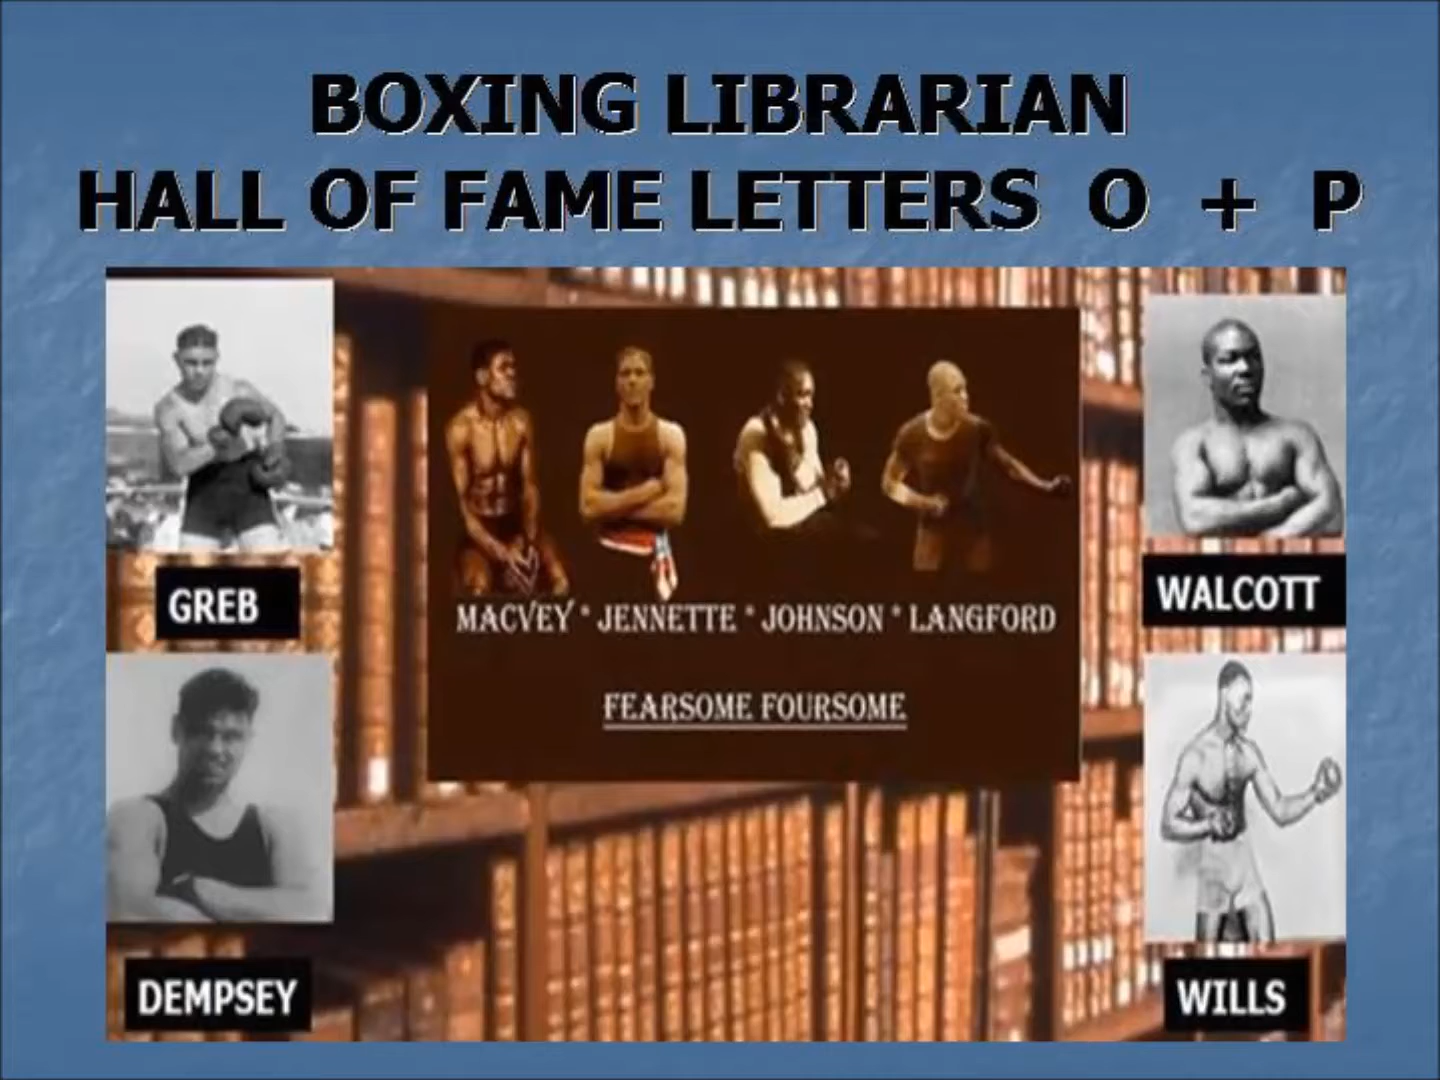 BOXING LIBRARIAN
HALL OF FAME LETTERS O + P
GREB
MACVEY * JENNETTE * JOHNSON * LANGFORD
FEARSOME FOURSOME
WALCOTT
DEMPSEY
WILLS